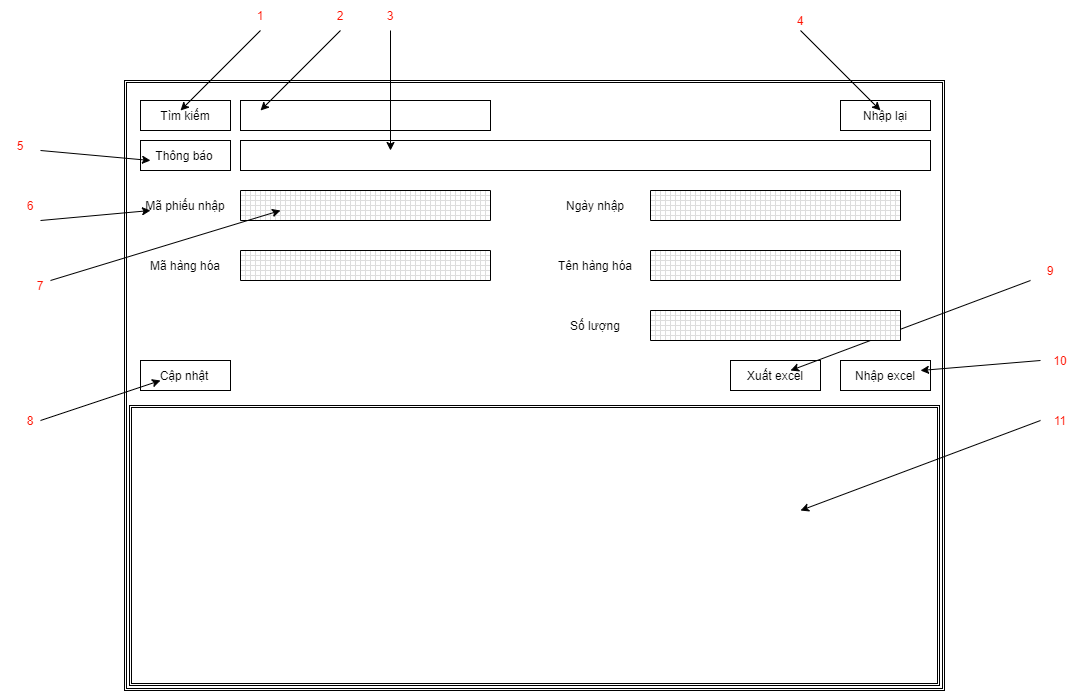 1
2
3
4
Tìm kiếm
Nhập lại
5
Thông báo
6
Mã phiếu nhập
Ngày nhập
7
Mã hàng hóa
Tên hàng hóa
9
Số lượng
10
Cập nhật
Xuất excel
Nhập excel
8
11